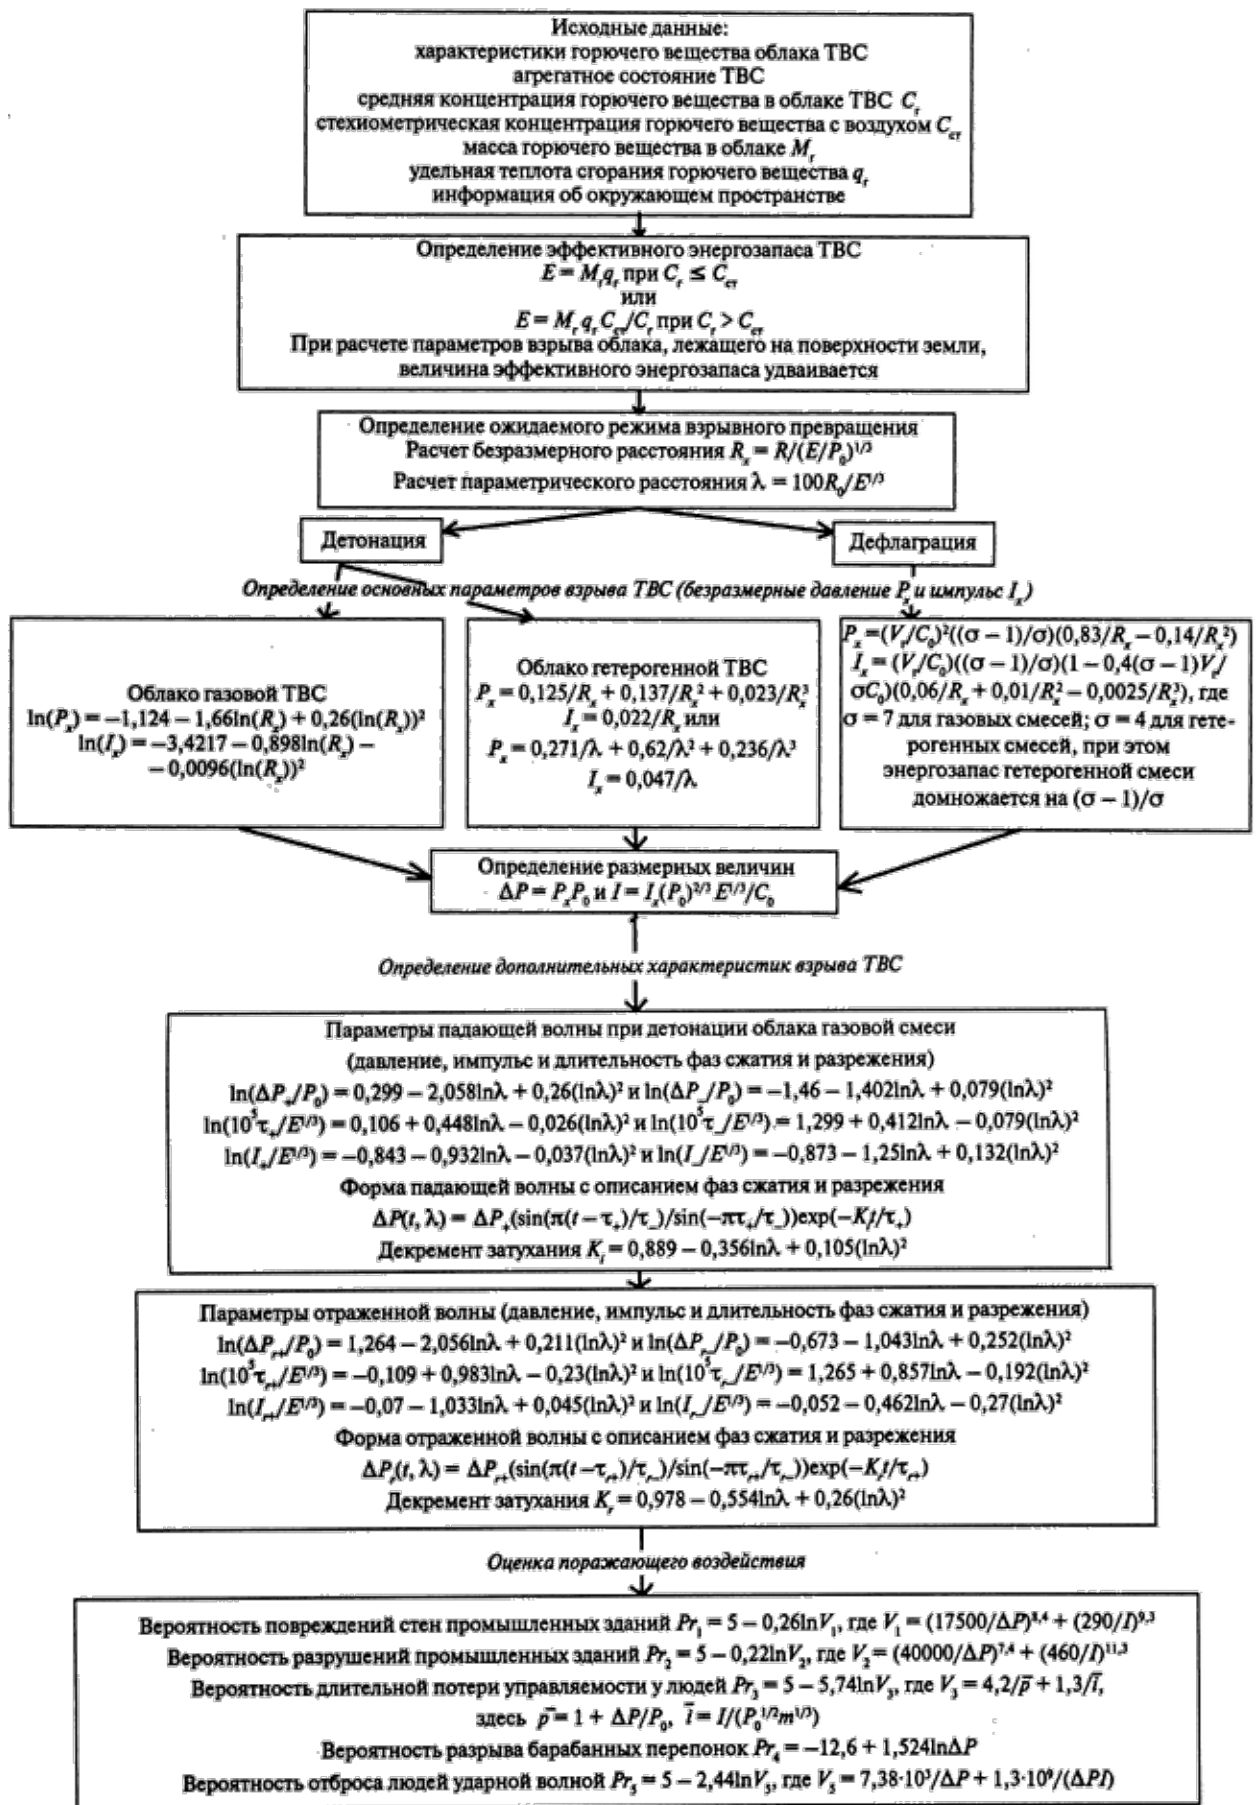 Исходные данные:
характеристики горючего вещества облака ТВС
агрегатное состояние ТВС
средняя концентрация горючего вещества в облаке ТВС C_г
стехиометрическая концентрация горючего вещества с воздухом C_ст
масса горючего вещества в облаке M_г
удельная теплота сгорания горючего вещества q_г
информация об окружающем пространстве
Определение эффективного энергозапаса ТВС
E = M_г q_г при C_г ≤ C_ст
или
E = M_г q_г C_ст/C_г при C_г > C_ст
При расчете параметров взрыва облака, лежащего на поверхности земли,
величина эффективного энергозапаса удваивается
Определение ожидаемого режима взрывного превращения
Расчет безразмерного расстояния R_x = R/(E/P_0)^1/3
Расчет параметрического расстояния λ = 100R_0/E^1/3
Детонация
Дефлаграция
Определение основных параметров взрыва ТВС (безразмерные давление P_x и импульс I_x)
Облако газовой ТВС
ln(P_x) = −1,124 − 1,66ln(R_x) + 0,26(ln(R_x))²
ln(I_x) = −3,4217 − 0,898ln(R_x) −
− 0,0096(ln(R_x))²
Облако гетерогенной ТВС
P_x = 0,125/R_x + 0,137/R_x² + 0,023/R_x³
I_x = 0,022/R_x или
P_x = 0,271/λ + 0,62/λ² + 0,236/λ³
I_x = 0,047/λ
P_x = (V_г/C_0)²((σ − 1)/σ)(0,83/R_x − 0,14/R_x²)
I_x = (V_г/C_0)((σ − 1)/σ)(1 − 0,4(σ − 1)V_г/
σC_0)(0,06/R_x + 0,01/R_x² − 0,0025/R_x³), где
σ = 7 для газовых смесей; σ = 4 для гете-
рогенных смесей, при этом
энергозапас гетерогенной смеси
домножается на (σ − 1)/σ
Определение размерных величин
ΔP = P_x P_0 и I = I_x(P_0)^2/3 E^1/3/C_0
Определение дополнительных характеристик взрыва ТВС
Параметры падающей волны при детонации облака газовой смеси
(давление, импульс и длительность фаз сжатия и разрежения)
ln(ΔP_+/P_0) = 0,299 − 2,058lnλ + 0,26(lnλ)² и ln(ΔP_−/P_0) = −1,46 − 1,402lnλ + 0,079(lnλ)²
ln(10^5τ_+/E^1/3) = 0,106 + 0,448lnλ − 0,026(lnλ)² и ln(10^5τ_−/E^1/3) = 1,299 + 0,412lnλ − 0,079(lnλ)²
ln(I_+/E^1/3) = −0,843 − 0,932lnλ − 0,037(lnλ)² и ln(I_−/E^1/3) = −0,873 − 1,25lnλ + 0,132(lnλ)²
Форма падающей волны с описанием фаз сжатия и разрежения
ΔP(t, λ) = ΔP_+(sin(π(t − τ_+)/τ_−)/sin(−πτ_+/τ_−))exp(−K_i t/τ_+)
Декремент затухания K_i = 0,889 − 0,356lnλ + 0,105(lnλ)²
Параметры отраженной волны (давление, импульс и длительность фаз сжатия и разрежения)
ln(ΔP_r+/P_0) = 1,264 − 2,056lnλ + 0,211(lnλ)² и ln(ΔP_r−/P_0) = −0,673 − 1,043lnλ + 0,252(lnλ)²
ln(10^5τ_r+/E^1/3) = −0,109 + 0,983lnλ − 0,23(lnλ)² и ln(10^5τ_r−/E^1/3) = 1,265 + 0,857lnλ − 0,192(lnλ)²
ln(I_r+/E^1/3) = −0,07 − 1,033lnλ + 0,045(lnλ)² и ln(I_r−/E^1/3) = −0,052 − 0,462lnλ − 0,27(lnλ)²
Форма отраженной волны с описанием фаз сжатия и разрежения
ΔP_r(t, λ) = ΔP_r+(sin(π(t − τ_r+)/τ_r−)/sin(−πτ_r+/τ_r−))exp(−K_r t/τ_r+)
Декремент затухания K_r = 0,978 − 0,554lnλ + 0,26(lnλ)²
Оценка поражающего воздействия
Вероятность повреждений стен промышленных зданий Pr_1 = 5 − 0,26lnV_1, где V_1 = (17500/ΔP)^8,4 + (290/I)^9,3
Вероятность разрушений промышленных зданий Pr_2 = 5 − 0,22lnV_2, где V_2 = (40000/ΔP)^7,4 + (460/I)^11,3
Вероятность длительной потери управляемости у людей Pr_3 = 5 − 5,74lnV_3, где V_3 = 4,2/p̄ + 1,3/ī,
здесь p̄ = 1 + ΔP/P_0, ī = I/(P_0^1/2 m^1/3)
Вероятность разрыва барабанных перепонок Pr_4 = −12,6 + 1,524lnΔP
Вероятность отброса людей ударной волной Pr_5 = 5 − 2,44lnV_5, где V_5 = 7,38·10³/ΔP + 1,3·10⁹/(ΔPI)